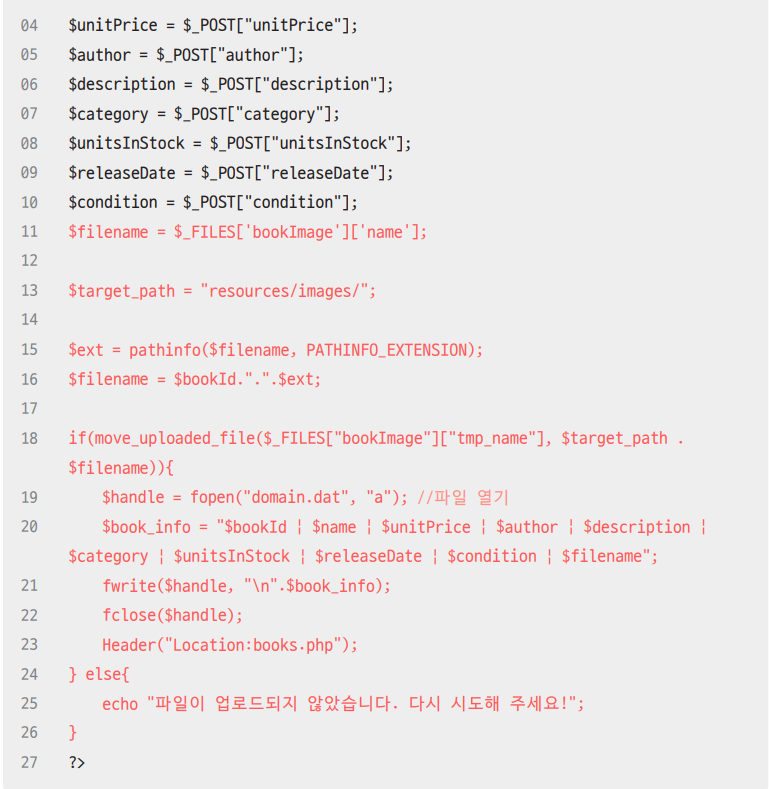 04 $unitPrice = $_POST["unitPrice"];
05 $author = $_POST["author"];
06 $description = $_POST["description"];
07 $category = $_POST["category"];
08 $unitsInStock = $_POST["unitsInStock"];
09 $releaseDate = $_POST["releaseDate"];
10 $condition = $_POST["condition"];
11 $filename = $_FILES['bookImage']['name'];
12
13 $target_path = "resources/images/";
14
15 $ext = pathinfo($filename, PATHINFO_EXTENSION);
16 $filename = $bookId.".".$ext;
17
18 if(move_uploaded_file($_FILES["bookImage"]["tmp_name"], $target_path .
$filename)){
19 $handle = fopen("domain.dat", "a"); //파일 열기
20 $book_info = "$bookId ¦ $name ¦ $unitPrice ¦ $author ¦ $description ¦
$category ¦ $unitsInStock ¦ $releaseDate ¦ $condition ¦ $filename";
21 fwrite($handle, "\n".$book_info);
22 fclose($handle);
23 Header("Location:books.php");
24 } else{
25 echo "파일이 업로드되지 않았습니다. 다시 시도해 주세요!";
26 }
27 ?>